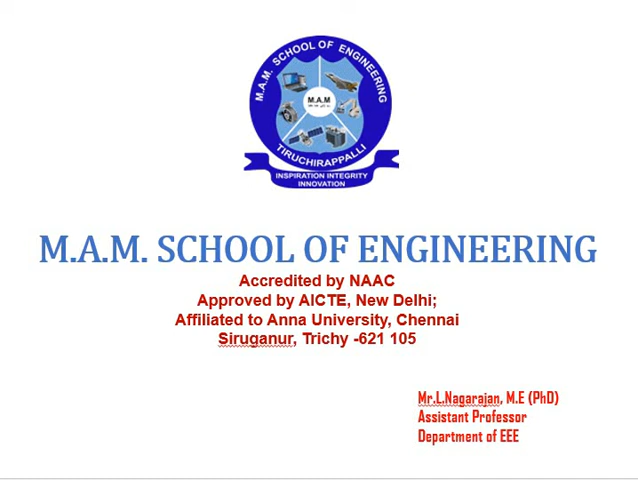 M.A.M. SCHOOL OF ENGINEERING
M.A.M
TIRUCHIRAPPALLI
INSPIRATION INTEGRITY
INNOVATION
M.A.M. SCHOOL OF ENGINEERING
Accredited by NAAC
Approved by AICTE, New Delhi;
Affiliated to Anna University, Chennai
Siruganur, Trichy -621 105
Mr.L.Nagarajan, M.E (PhD)
Assistant Professor
Department of EEE